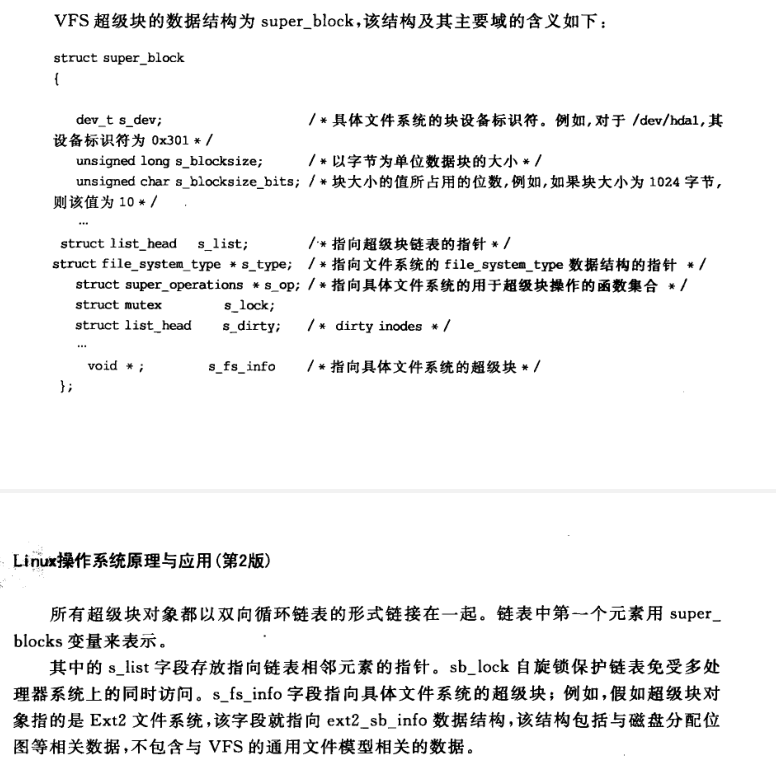 VFS 超级块的数据结构为 super_block,该结构及其主要域的含义如下：
struct super_block
{
dev_t s_dev; /*具体文件系统的块设备标识符。例如,对于 /dev/hda1,其
设备标识符为 0x301 */
unsigned long s_blocksize; /*以字节为单位数据块的大小*/
unsigned char s_blocksize_bits; /*块大小的值所占用的位数,例如,如果块大小为 1024 字节,
则该值为 10*/
…
struct list_head s_list; /*指向超级块链表的指针*/
struct file_system_type * s_type; /*指向文件系统的 file_system_type 数据结构的指针 */
struct super_operations * s_op; /*指向具体文件系统的用于超级块操作的函数集合 */
struct mutex s_lock;
struct list_head s_dirty; /* dirty inodes */
…
void * ; s_fs_info /*指向具体文件系统的超级块*/
};
Linux操作系统原理与应用(第2版)
所有超级块对象都以双向循环链表的形式链接在一起。链表中第一个元素用 super_
blocks 变量来表示。
其中的 s_list 字段存放指向链表相邻元素的指针。sb_lock 自旋锁保护链表免受多处
理器系统上的同时访问。s_fs_info 字段指向具体文件系统的超级块；例如,假如超级块对
象指的是 Ext2 文件系统,该字段就指向 ext2_sb_info 数据结构,该结构包括与磁盘分配位
图等相关数据,不包含与 VFS 的通用文件模型相关的数据。